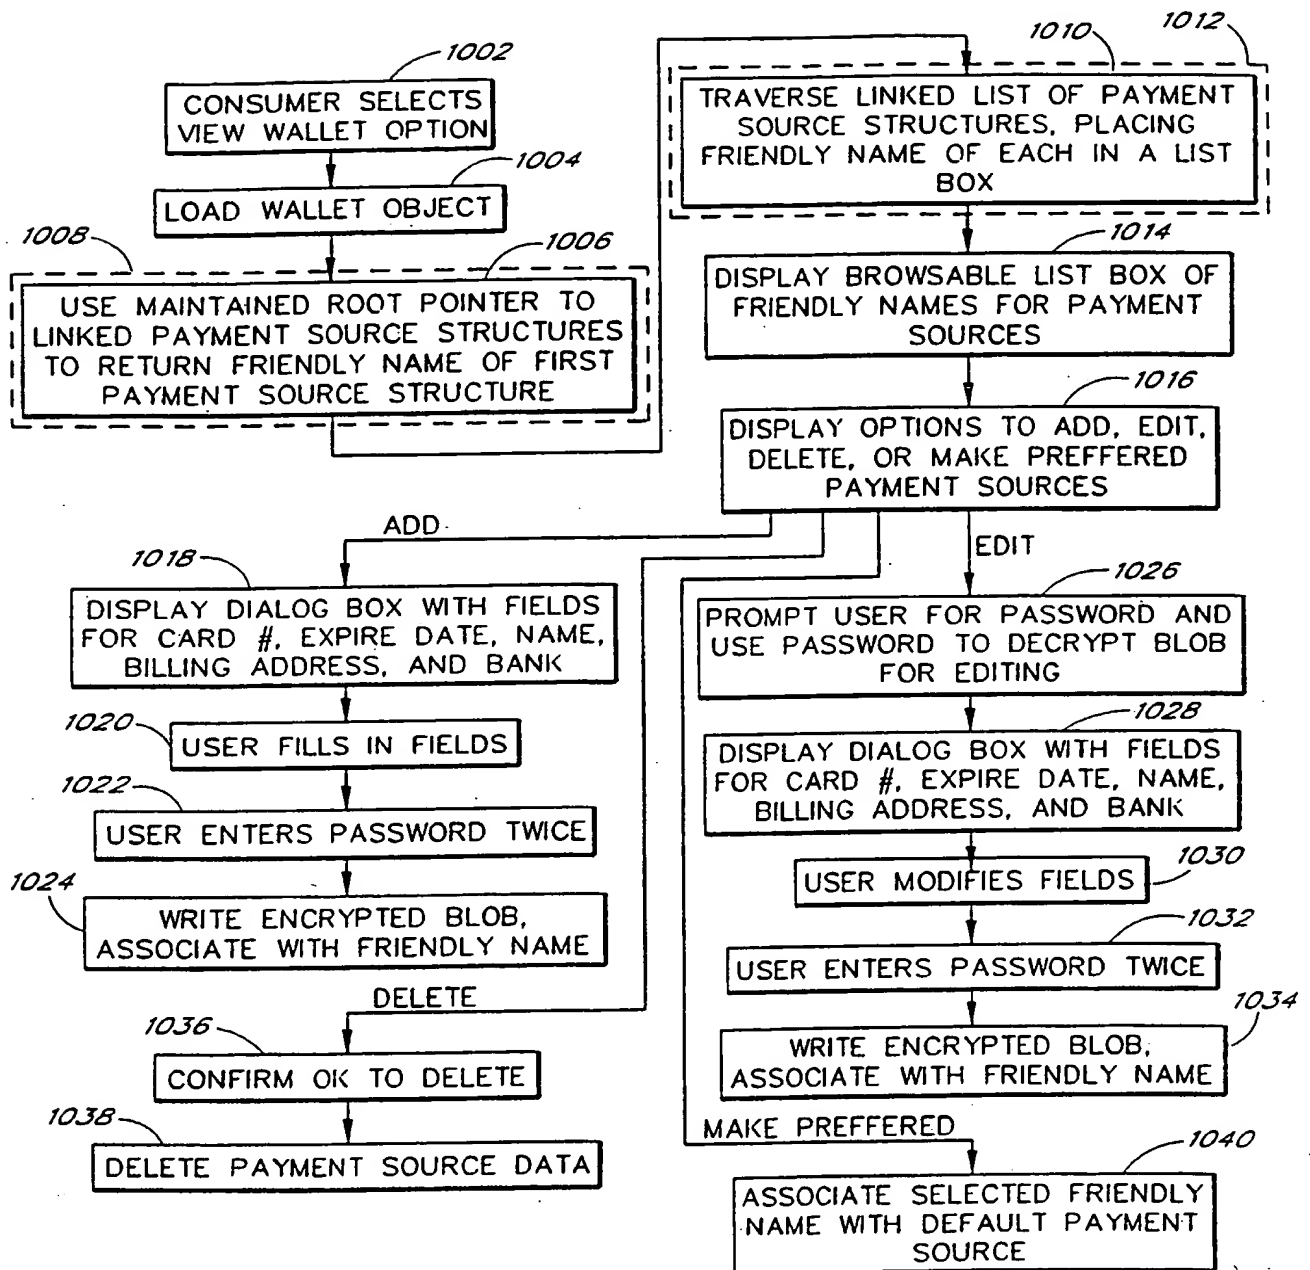 1002
CONSUMER SELECTS
VIEW WALLET OPTION
1004
LOAD WALLET OBJECT
1008
1006
USE MAINTAINED ROOT POINTER TO
LINKED PAYMENT SOURCE STRUCTURES
TO RETURN FRIENDLY NAME OF FIRST
PAYMENT SOURCE STRUCTURE
1010
1012
TRAVERSE LINKED LIST OF PAYMENT
SOURCE STRUCTURES, PLACING
FRIENDLY NAME OF EACH IN A LIST
BOX
1014
DISPLAY BROWSABLE LIST BOX OF
FRIENDLY NAMES FOR PAYMENT
SOURCES
1016
DISPLAY OPTIONS TO ADD, EDIT,
DELETE, OR MAKE PREFFERED
PAYMENT SOURCES
ADD
1018
DISPLAY DIALOG BOX WITH FIELDS
FOR CARD #, EXPIRE DATE, NAME,
BILLING ADDRESS, AND BANK
1020
USER FILLS IN FIELDS
1022
USER ENTERS PASSWORD TWICE
1024
WRITE ENCRYPTED BLOB,
ASSOCIATE WITH FRIENDLY NAME
EDIT
1026
PROMPT USER FOR PASSWORD AND
USE PASSWORD TO DECRYPT BLOB
FOR EDITING
1028
DISPLAY DIALOG BOX WITH FIELDS
FOR CARD #, EXPIRE DATE, NAME,
BILLING ADDRESS, AND BANK
1030
USER MODIFIES FIELDS
1032
USER ENTERS PASSWORD TWICE
1034
WRITE ENCRYPTED BLOB,
ASSOCIATE WITH FRIENDLY NAME
DELETE
1036
CONFIRM OK TO DELETE
1038
DELETE PAYMENT SOURCE DATA
MAKE PREFFERED
1040
ASSOCIATE SELECTED FRIENDLY
NAME WITH DEFAULT PAYMENT
SOURCE